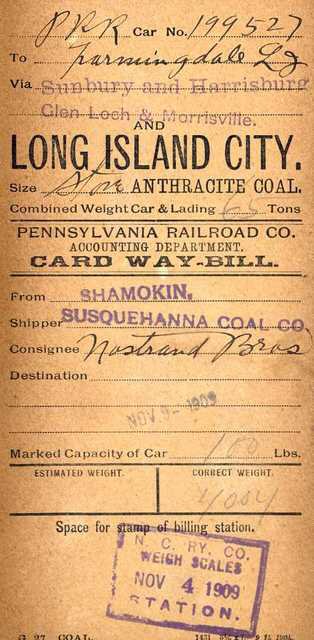 PRR Car No. 199527
To Farmingdale L I
Via Sunbury and Harrisburg
Glen Loch & Morrisville.
AND
LONG ISLAND CITY.
Size Stove ANTHRACITE COAL.
Combined Weight Car & Lading 65 Tons
PENNSYLVANIA RAILROAD CO.
ACCOUNTING DEPARTMENT.
CARD WAY-BILL.
From SHAMOKIN.
Shipper SUSQUEHANNA COAL CO.
Consignee Nostrand Bros
Destination
NOV 1909
Marked Capacity of Car 100 Lbs.
ESTIMATED WEIGHT. CORRECT WEIGHT.
Space for stamp of billing station.
N. C. RY. CO.
WEIGH SCALES
NOV 4 1909
STATION.
G 27 COAL.